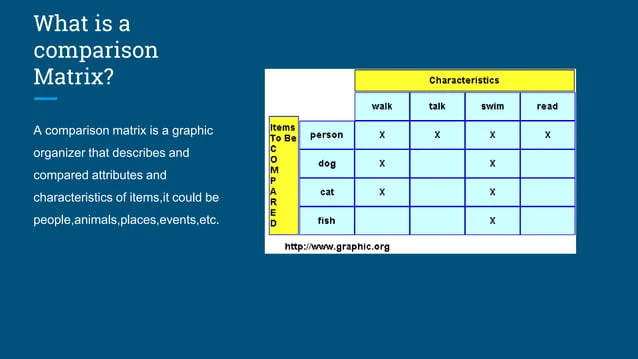 What is a
comparison
Matrix?
A comparison matrix is a graphic
organizer that describes and
compared attributes and
characteristics of items,it could be
people,animals,places,events,etc.
Characteristics
walk talk swim read
Items
To Be
C
O
M
P
A
R
E
D
person X X X X
dog X X
cat X X
fish X
http://www.graphic.org